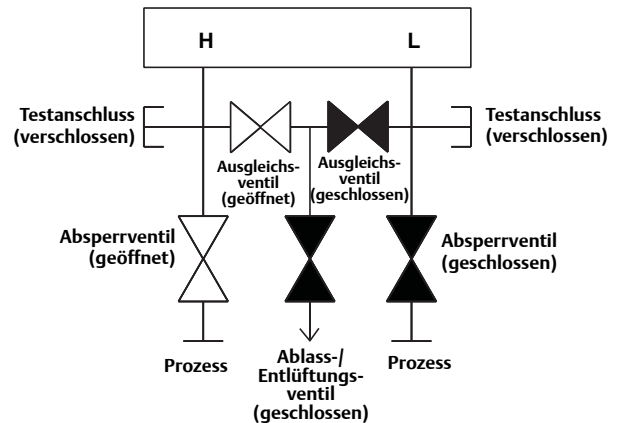 H
L
Testanschluss
(verschlossen)
Testanschluss
(verschlossen)
Ausgleichs-
ventil
(geöffnet)
Ausgleichs-
ventil
(geschlossen)
Absperrventil
(geöffnet)
Absperrventil
(geschlossen)
Prozess
Ablass-/
Entlüftungs-
ventil
(geschlossen)
Prozess